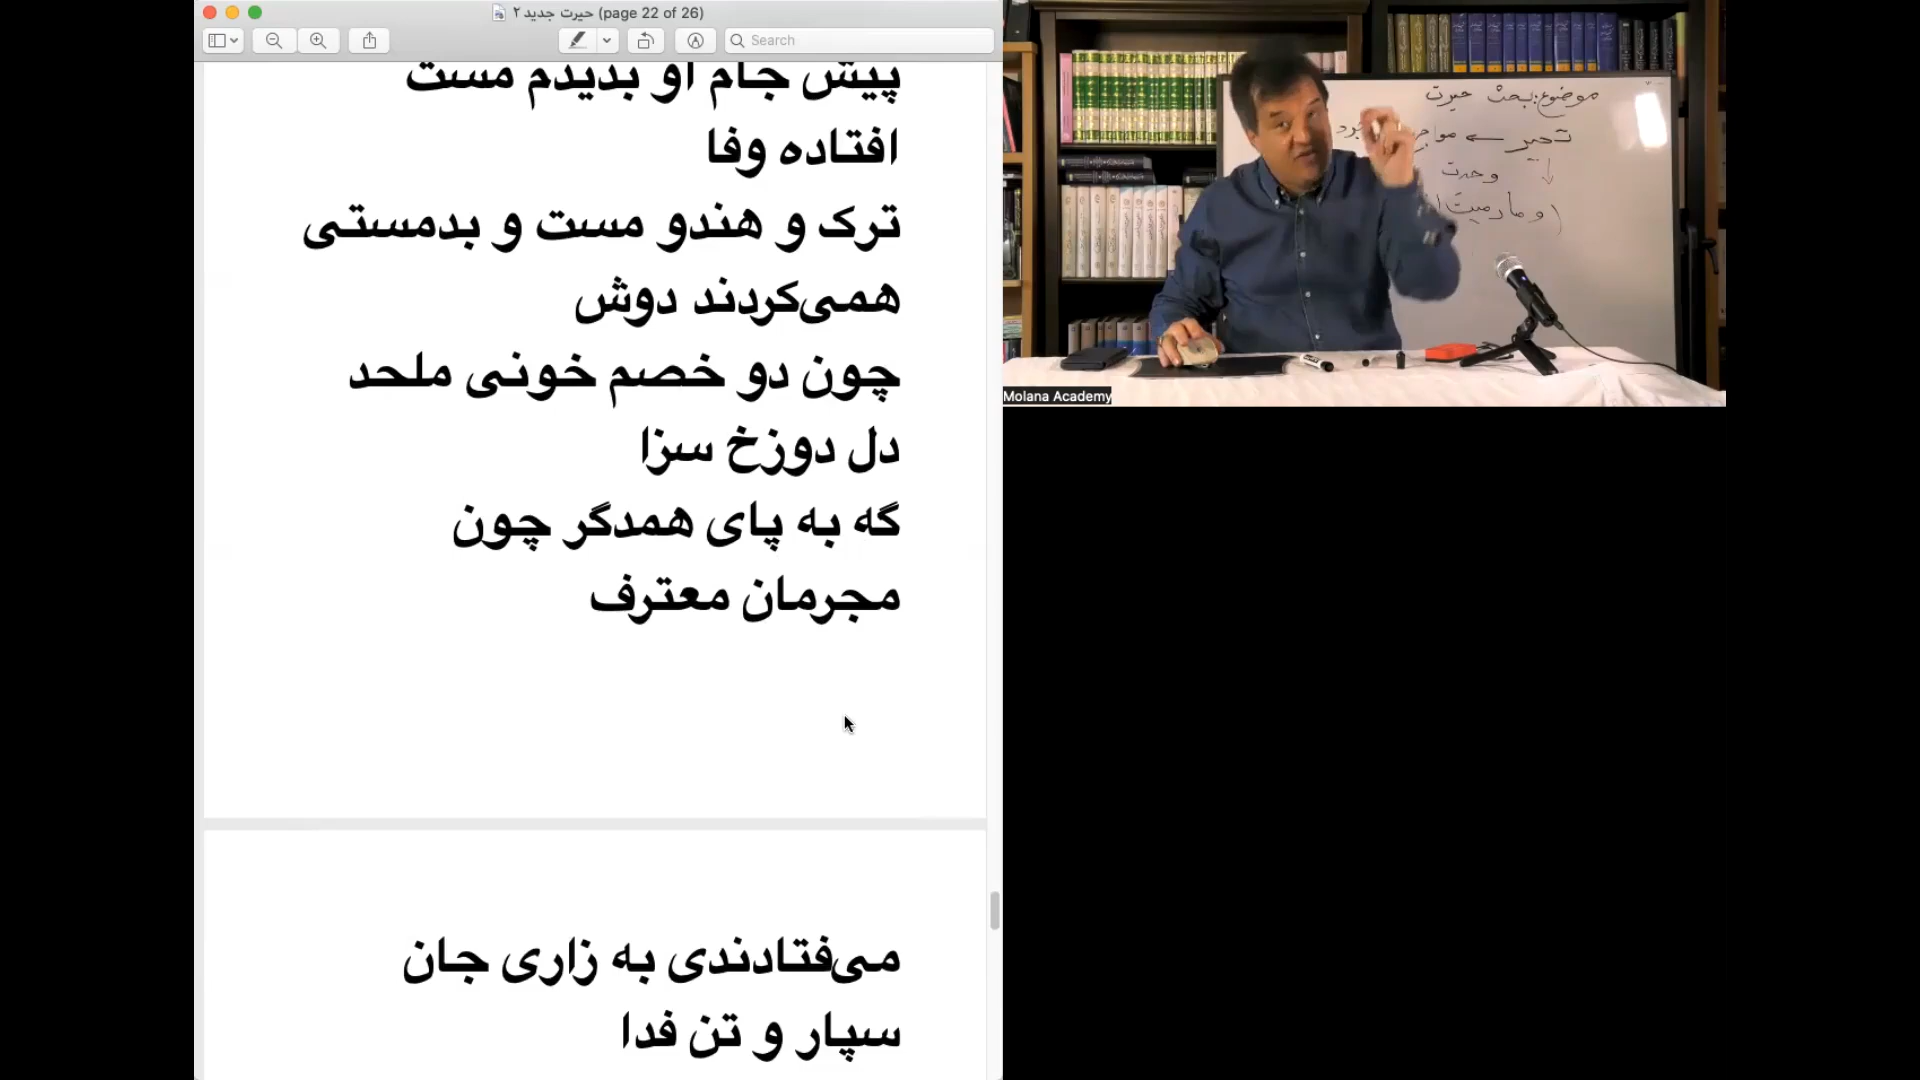 حیرت جدید ۲ (page 22 of 26)
Search
پیش جام او بدیدم مست
افتاده وفا
ترک و هندو مست و بدمستی
همی‌کردند دوش
چون دو خصم خونی ملحد
دل دوزخ سزا
گه به پای همدگر چون
مجرمان معترف
می‌فتادندی به زاری جان
سپار و تن فدا
موضوع: بحث حیرت
تحیر
وحدت
(و مارمیت
Molana Academy